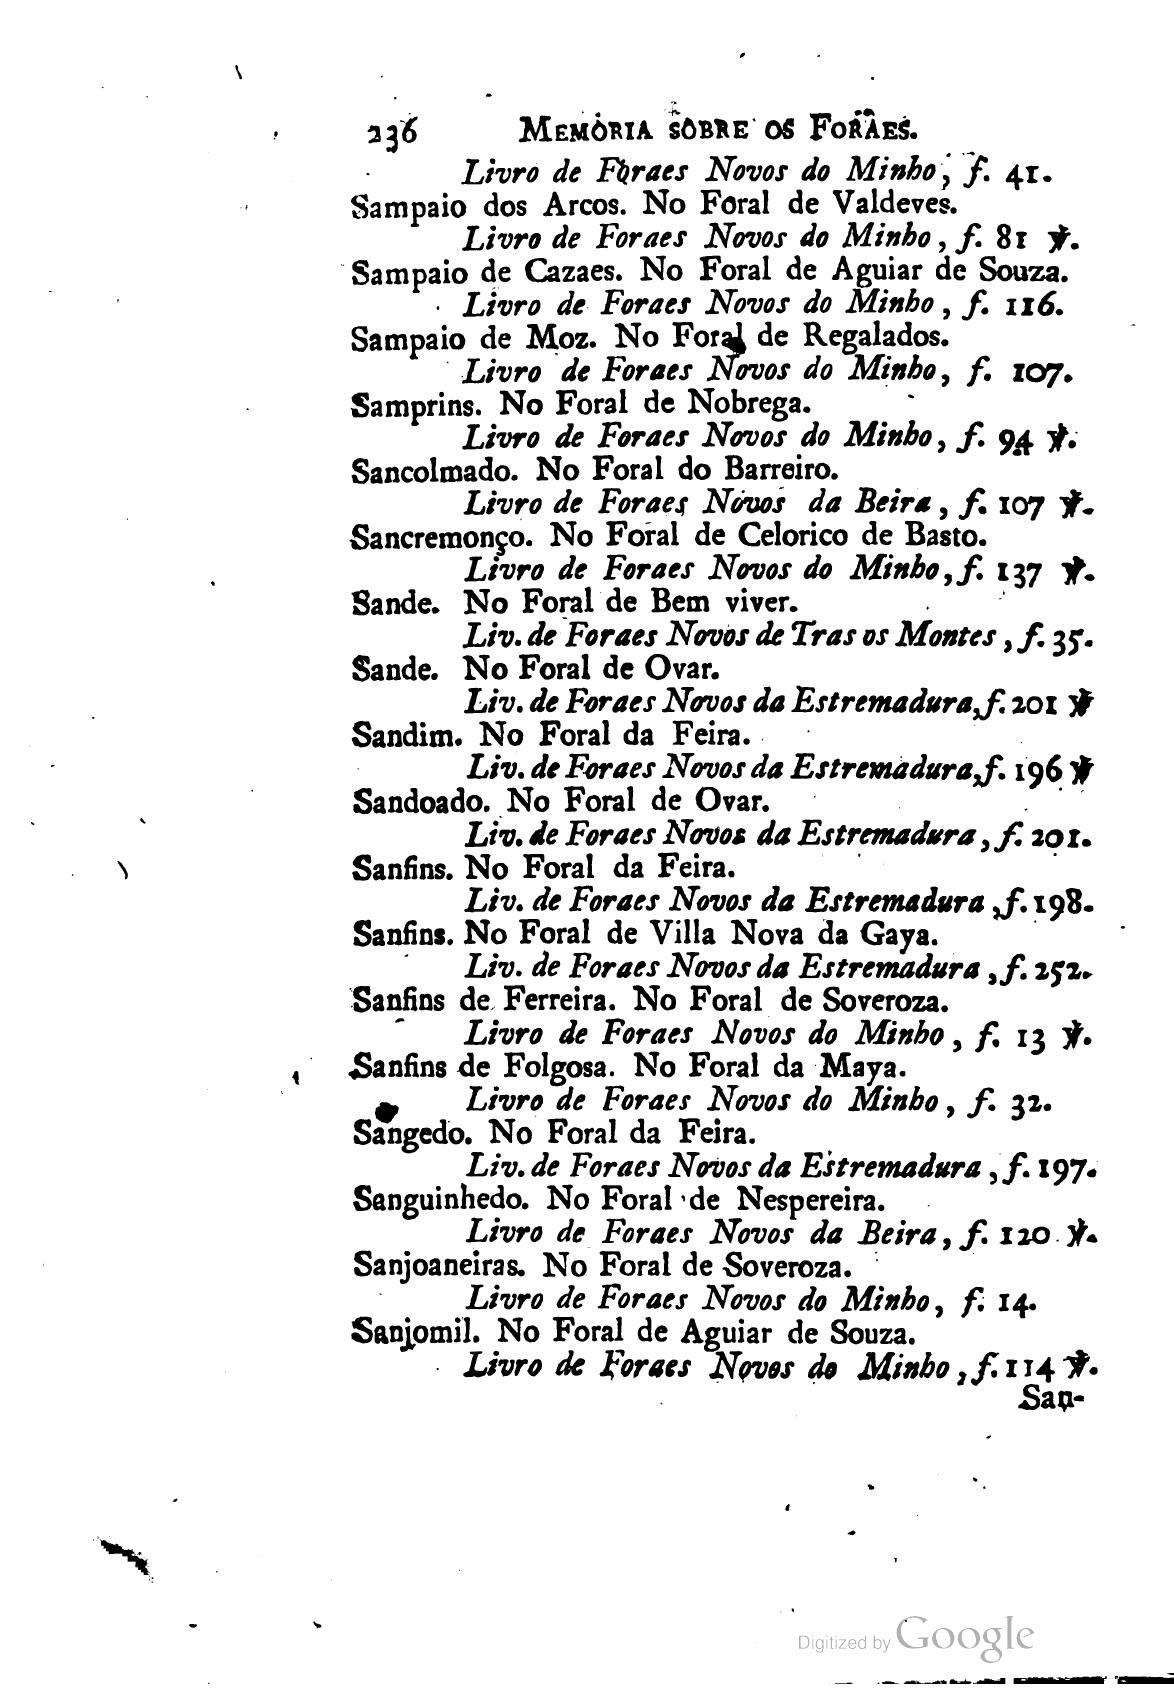 236 MEMORIA SOBRE OS FORAES.
Livro de Foraes Novos do Minho, f. 41.
Sampaio dos Arcos. No Foral de Valdeves.
Livro de Foraes Novos do Minho, f. 81 ỳ.
Sampaio de Cazaes. No Foral de Aguiar de Souza.
Livro de Foraes Novos do Minho, f. 116.
Sampaio de Moz. No Foral de Regalados.
Livro de Foraes Novos do Minho, f. 107.
Samprins. No Foral de Nobrega.
Livro de Foraes Novos do Minho, f. 94 ỳ.
Sancolmado. No Foral do Barreiro.
Livro de Foraes Novos da Beira, f. 107 ỳ.
Sancremonço. No Foral de Celorico de Basto.
Livro de Foraes Novos do Minho, f. 137 ỳ.
Sande. No Foral de Bem viver.
Liv. de Foraes Novos de Tras os Montes, f. 35.
Sande. No Foral de Ovar.
Liv. de Foraes Novos da Estremadura, f. 201 ỳ
Sandim. No Foral da Feira.
Liv. de Foraes Novos da Estremadura, f. 196 ỳ
Sandoado. No Foral de Ovar.
Liv. de Foraes Novos da Estremadura, f. 201.
Sanfins. No Foral da Feira.
Liv. de Foraes Novos da Estremadura, f. 198.
Sanfins. No Foral de Villa Nova da Gaya.
Liv. de Foraes Novos da Estremadura, f. 252.
Sanfins de Ferreira. No Foral de Soveroza.
Livro de Foraes Novos do Minho, f. 13 ỳ.
Sanfins de Folgosa. No Foral da Maya.
Livro de Foraes Novos do Minho, f. 32.
Sangedo. No Foral da Feira.
Liv. de Foraes Novos da Estremadura, f. 197.
Sanguinhedo. No Foral de Nespereira.
Livro de Foraes Novos da Beira, f. 120 ỳ.
Sanjoaneiras. No Foral de Soveroza.
Livro de Foraes Novos do Minho, f. 14.
Sanjomil. No Foral de Aguiar de Souza.
Livro de Foraes Novos do Minho, f. 114 ỳ.
San-
Digitized by Google